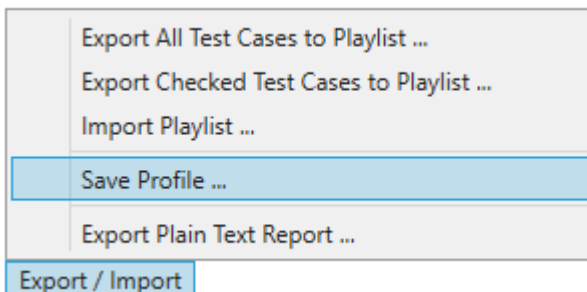 Export All Test Cases to Playlist ...
Export Checked Test Cases to Playlist ...
Import Playlist ...
Save Profile ...
Export Plain Text Report ...
Export / Import